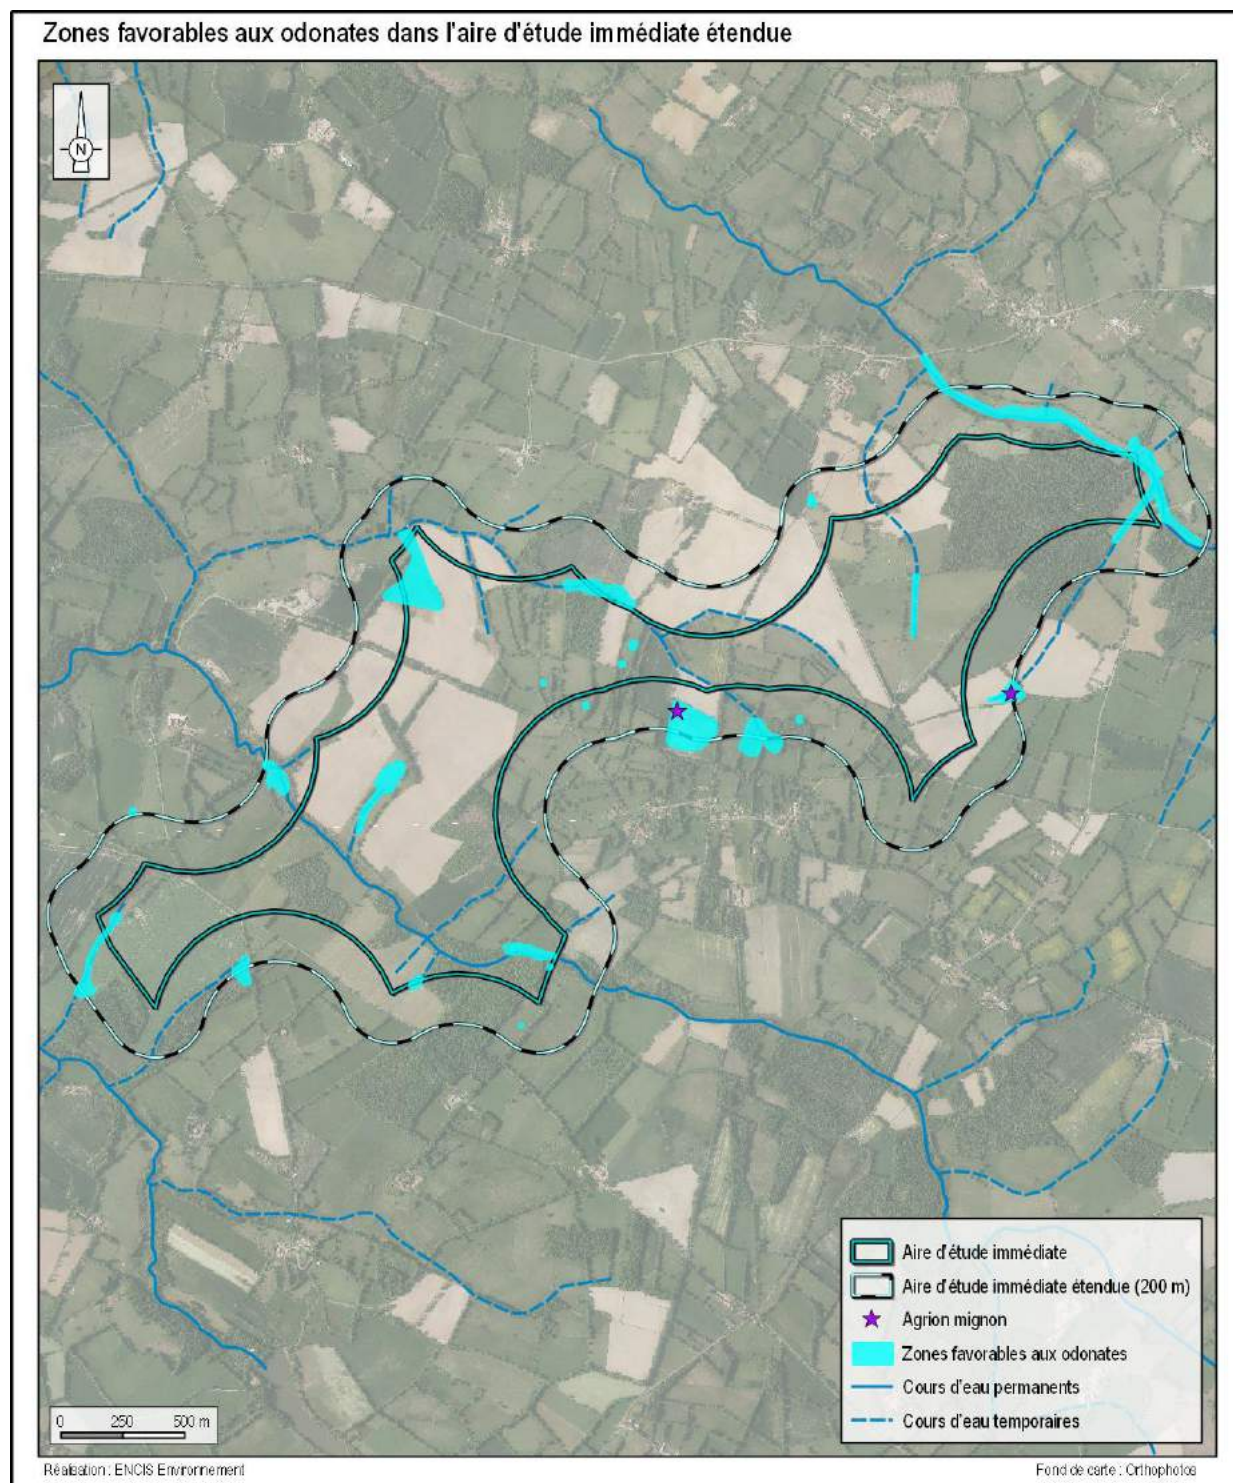 Zones favorables aux odonates dans l'aire d'étude immédiate étendue
N
Aire d'étude immédiate
Aire d'étude immédiate étendue (200 m)
Agrion mignon
Zones favorables aux odonates
Cours d'eau permanents
Cours d'eau temporaires
0 250 500 m
Réalisation : ENCIS Environnement
Fond de carte : Orthophotos